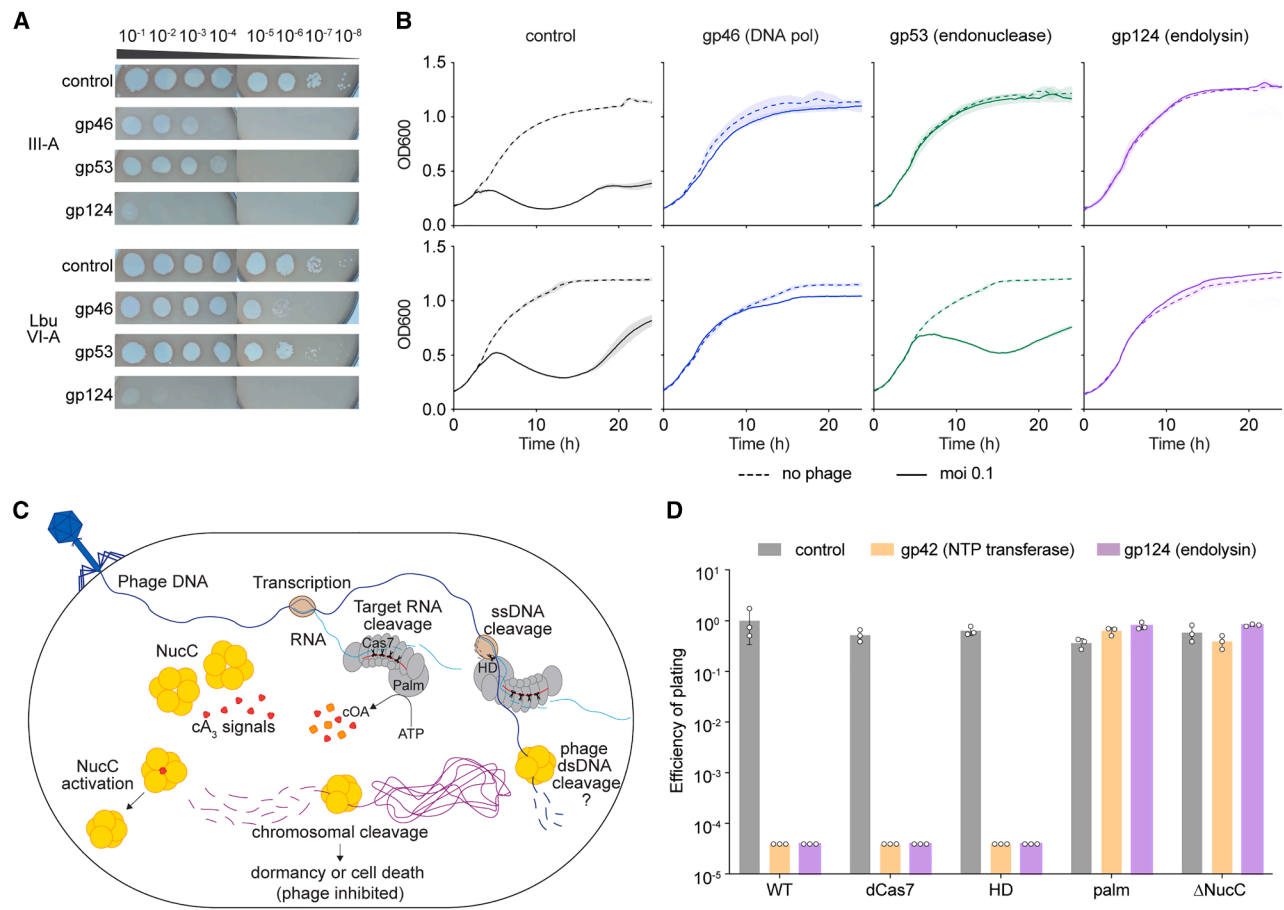 A
10⁻¹ 10⁻² 10⁻³ 10⁻⁴ 10⁻⁵ 10⁻⁶ 10⁻⁷ 10⁻⁸
III-A
control
gp46
gp53
gp124
Lbu
VI-A
control
gp46
gp53
gp124
B
control
gp46 (DNA pol)
gp53 (endonuclease)
gp124 (endolysin)
OD600
1.5
1.0
0.5
0.0
OD600
1.5
1.0
0.5
0.0
0 10 20
0 10 20
0 10 20
0 10 20
Time (h)
Time (h)
Time (h)
Time (h)
no phage
moi 0.1
C
Phage DNA
Transcription
RNA
Target RNA
cleavage
Cas7
Palm
ssDNA
cleavage
HD
NucC
cA₃ signals
cOA
ATP
NucC
activation
phage
dsDNA
cleavage
?
chromosomal cleavage
dormancy or cell death
(phage inhibited)
D
control
gp42 (NTP transferase)
gp124 (endolysin)
Efficiency of plating
10¹
10⁰
10⁻¹
10⁻²
10⁻³
10⁻⁴
10⁻⁵
WT
dCas7
HD
palm
ΔNucC